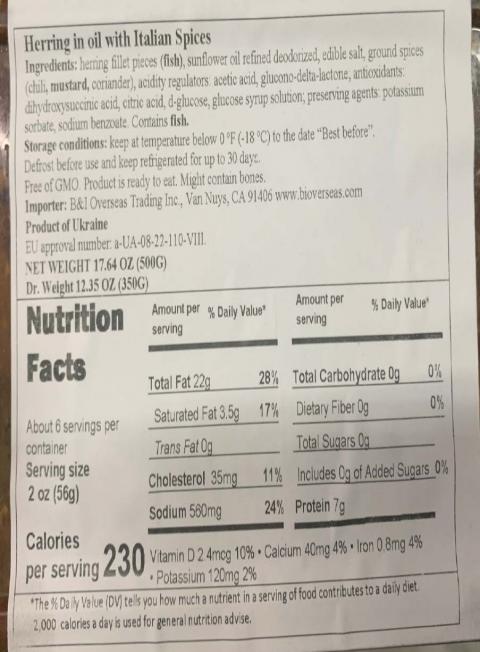 Herring in oil with Italian Spices
Ingredients: herring fillet pieces (fish), sunflower oil refined deodorized, edible salt, ground spices
(chili, mustard, coriander), acidity regulators: acetic acid, glucono-delta-lactone, antioxidants:
dihydroxysuccinic acid, citric acid, d-glucose, glucose syrup solution; preserving agents: potassium
sorbate, sodium benzoate. Contains fish.
Storage conditions: keep at temperature below 0 °F (-18 °C) to the date "Best before".
Defrost before use and keep refrigerated for up to 30 days.
Free of GMO. Product is ready to eat. Might contain bones.
Importer: B&I Overseas Trading Inc., Van Nuys, CA 91406 www.bioverseas.com
Product of Ukraine
EU approval number: a-UA-08-22-110-VIII.
NET WEIGHT 17.64 OZ (500G)
Dr. Weight 12.35 OZ (350G)
Nutrition
Facts
About 6 servings per
container
Serving size
2 oz (56g)
Calories
per serving 230
Amount per serving % Daily Value*
Total Fat 22g 28%
Saturated Fat 3.5g 17%
Trans Fat 0g
Cholesterol 35mg 11%
Sodium 560mg 24%
Amount per serving % Daily Value*
Total Carbohydrate 0g 0%
Dietary Fiber 0g 0%
Total Sugars 0g
Includes 0g of Added Sugars 0%
Protein 7g
Vitamin D 2.4mcg 10% • Calcium 40mg 4% • Iron 0.8mg 4%
• Potassium 120mg 2%
*The % Daily Value (DV) tells you how much a nutrient in a serving of food contributes to a daily diet.
2,000 calories a day is used for general nutrition advise.